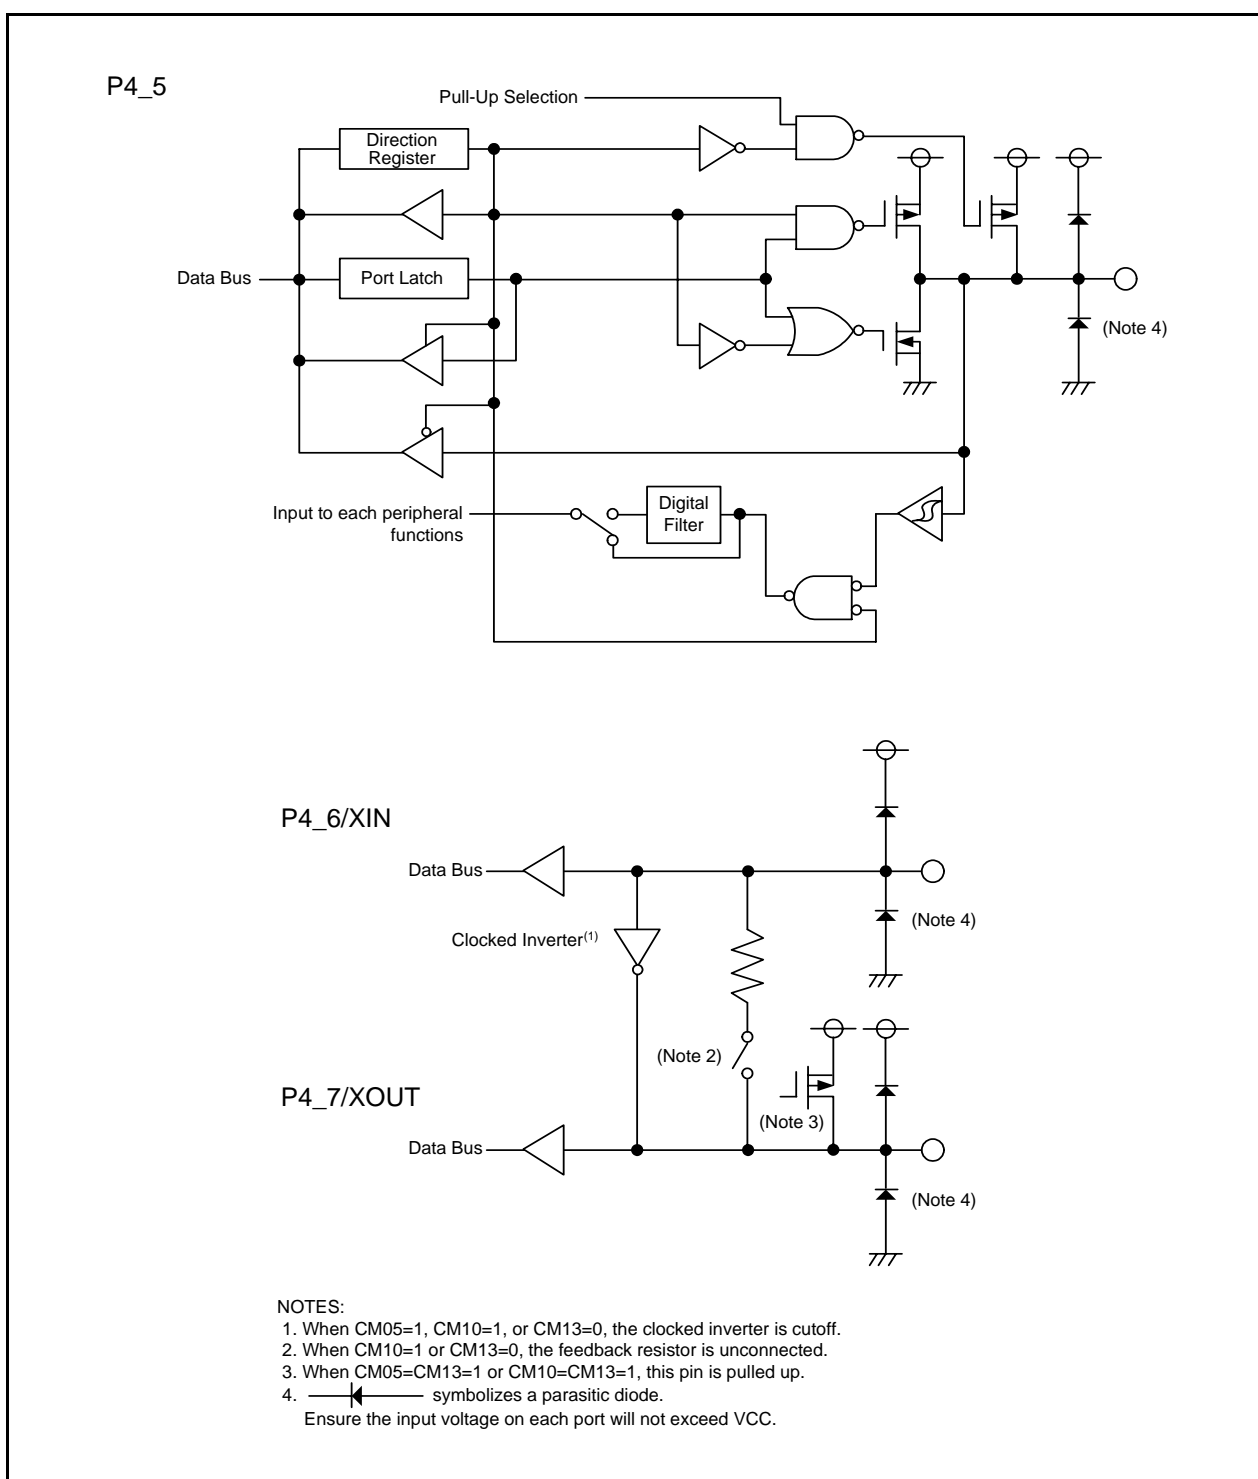 P4_5
Pull-Up Selection
Direction
Register
Data Bus
Port Latch
(Note 4)
Input to each peripheral
functions
Digital
Filter
P4_6/XIN
Data Bus
(Note 4)
Clocked Inverter(1)
(Note 2)
P4_7/XOUT
(Note 3)
Data Bus
(Note 4)
NOTES:
1. When CM05=1, CM10=1, or CM13=0, the clocked inverter is cutoff.
2. When CM10=1 or CM13=0, the feedback resistor is unconnected.
3. When CM05=CM13=1 or CM10=CM13=1, this pin is pulled up.
4. symbolizes a parasitic diode.
Ensure the input voltage on each port will not exceed VCC.